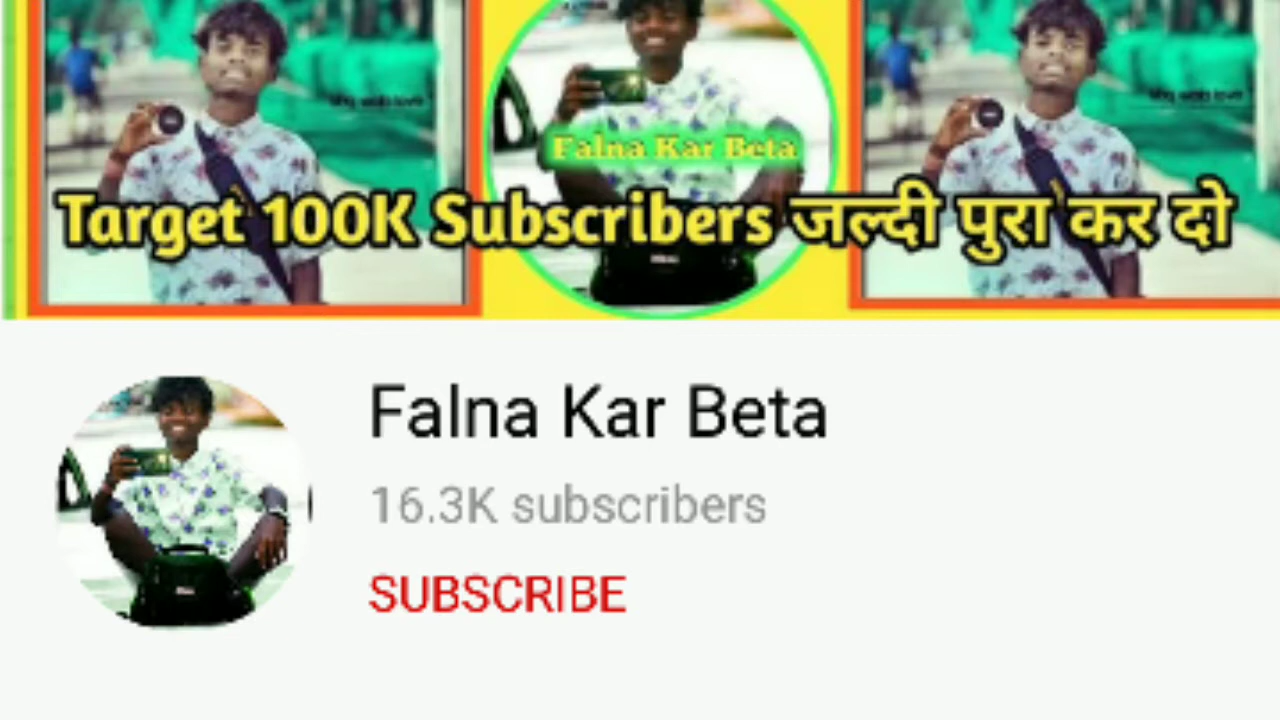 Falna Kar Beta
Target 100K Subscribers जल्दी पुरा कर दो
Falna Kar Beta
16.3K subscribers
SUBSCRIBE